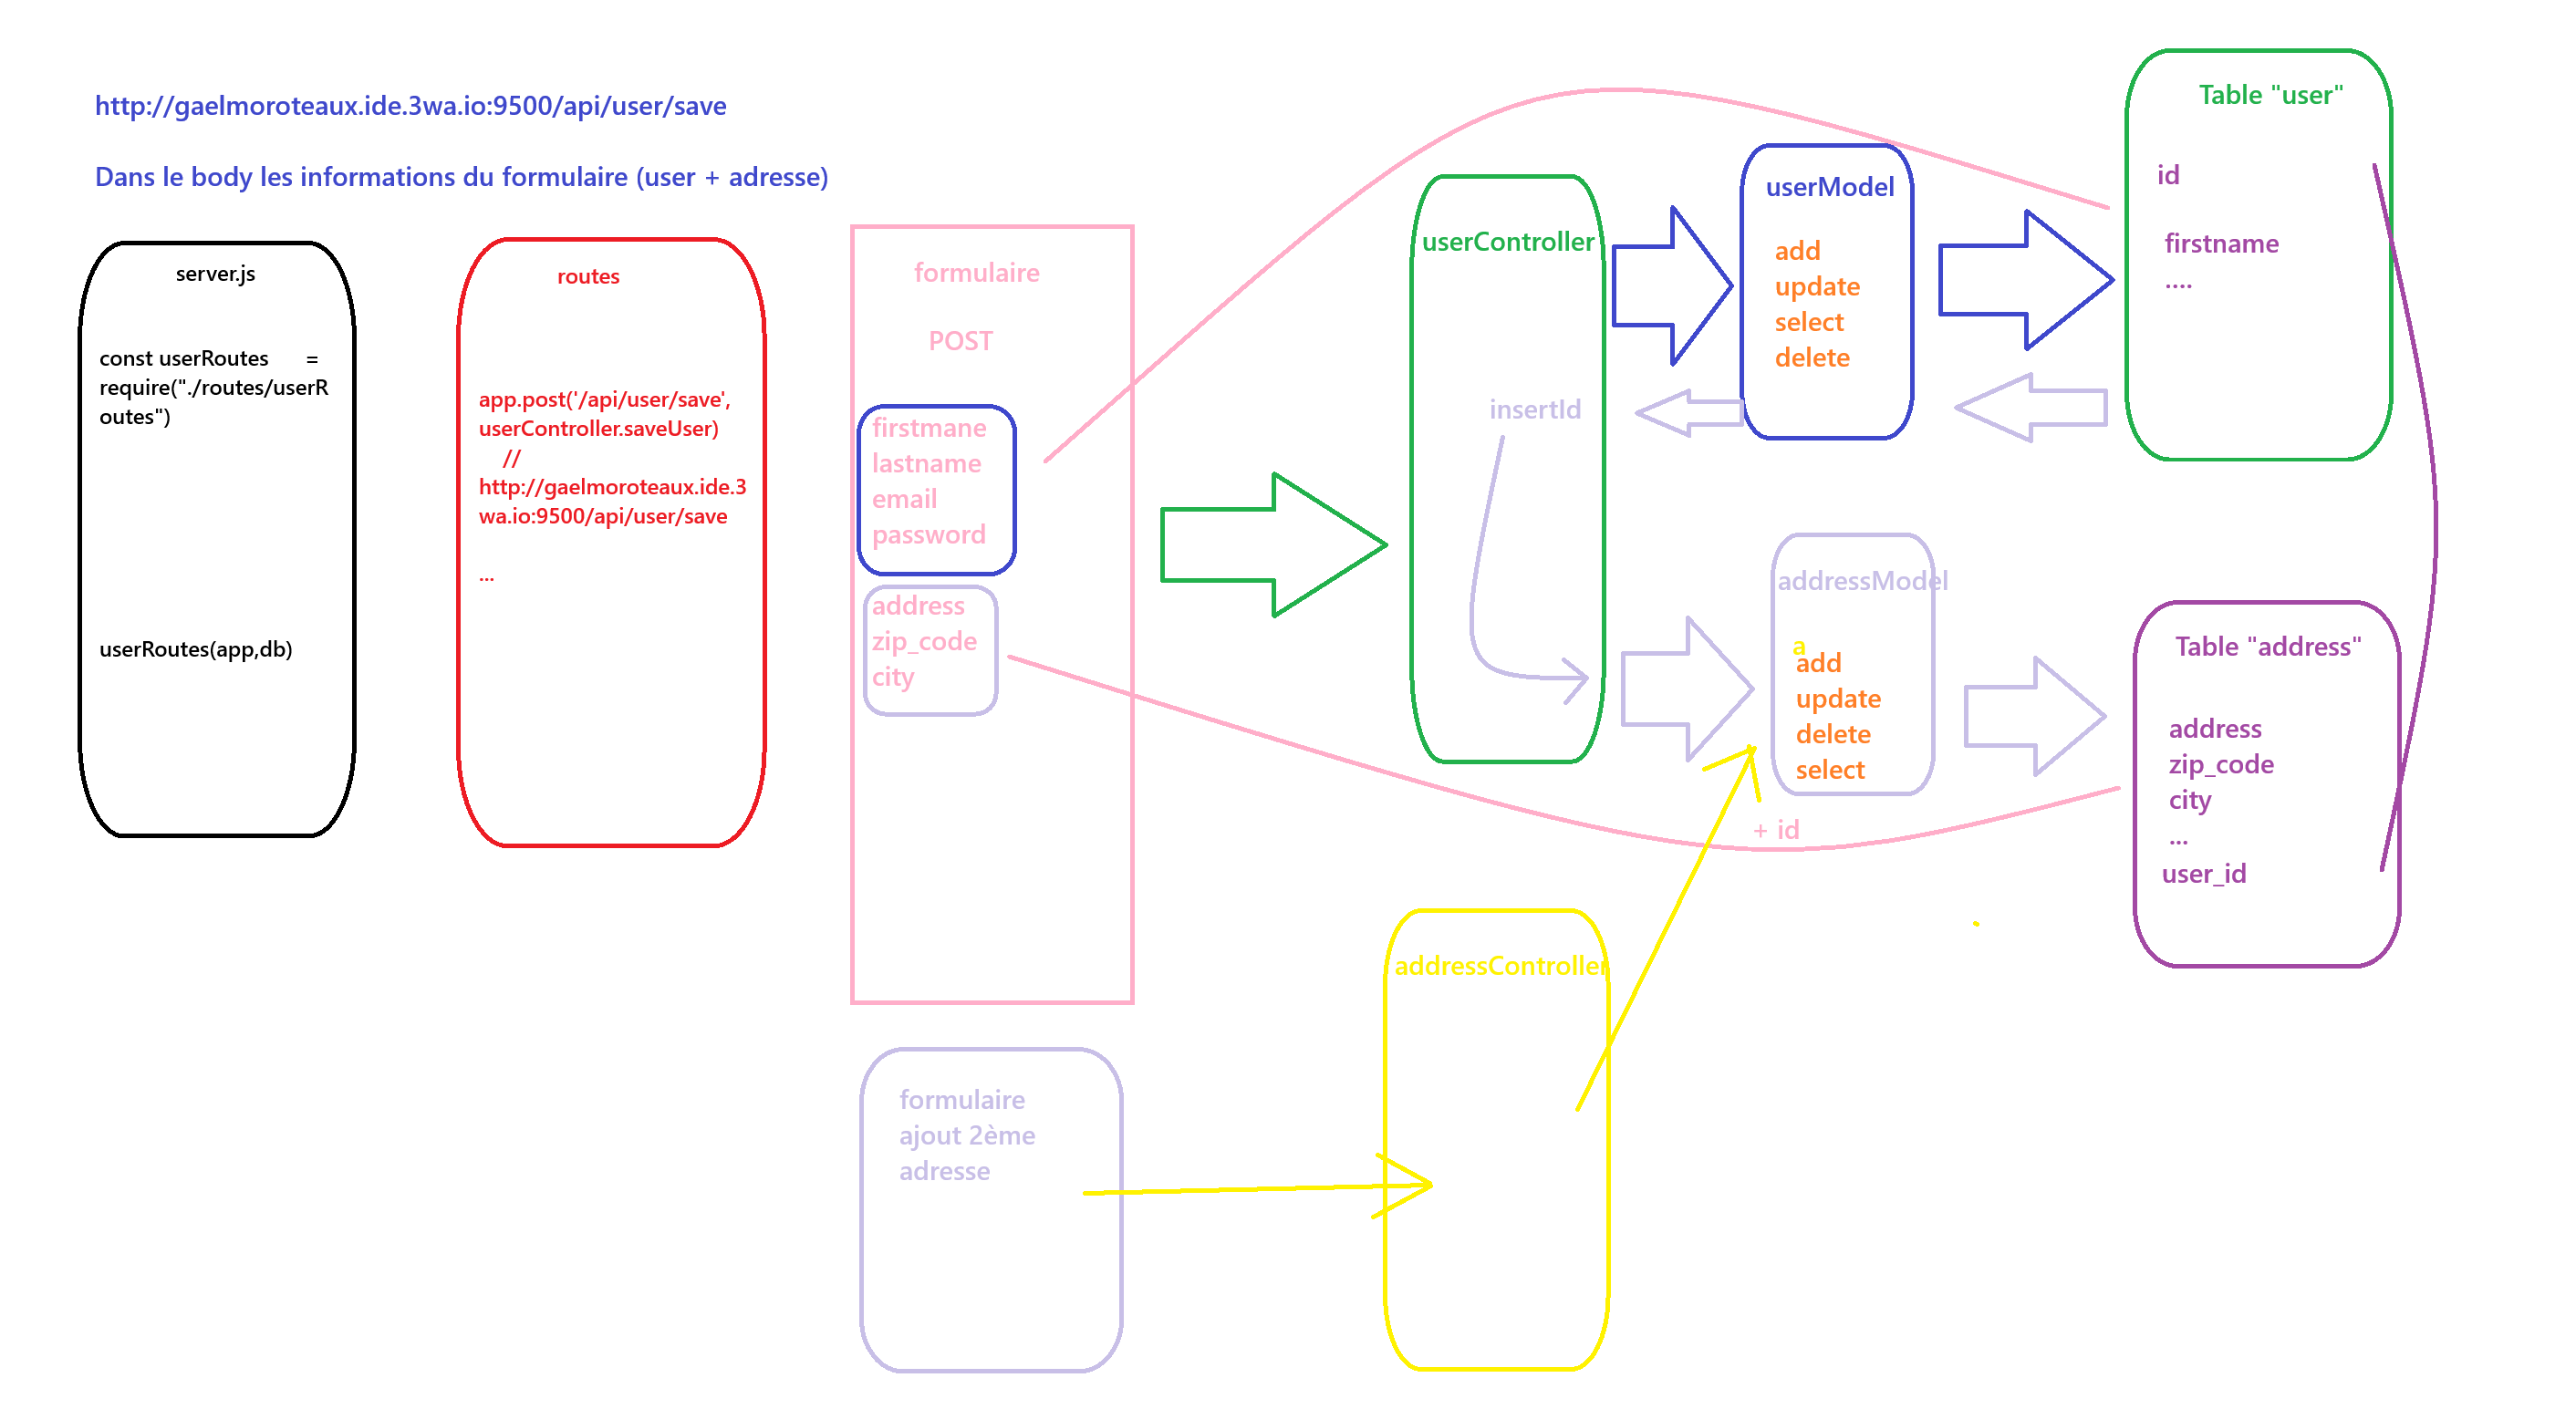 http://gaelmoroteaux.ide.3wa.io:9500/api/user/save
Dans le body les informations du formulaire (user + adresse)
server.js
const userRoutes =
require("./routes/userR
outes")
userRoutes(app,db)
routes
app.post('/api/user/save',
userController.saveUser)
//
http://gaelmoroteaux.ide.3
wa.io:9500/api/user/save
...
formulaire
POST
firstmane
lastname
email
password
address
zip_code
city
userController
insertId
userModel
add
update
select
delete
Table "user"
id
firstname
....
addressModel
a
add
update
delete
select
+ id
Table "address"
address
zip_code
city
...
user_id
addressController
formulaire
ajout 2ème
adresse